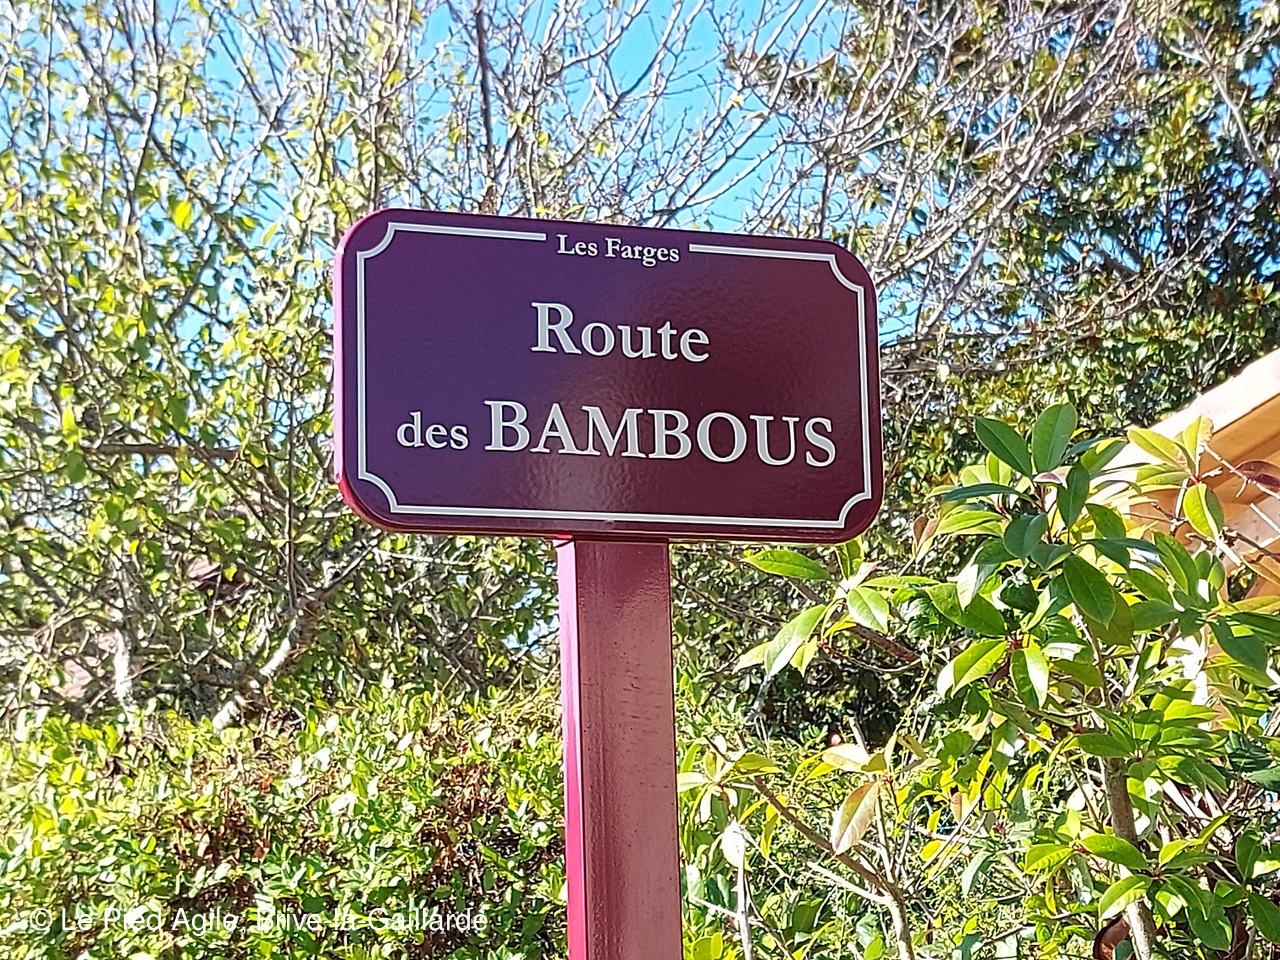 Les Farges
Route
des BAMBOUS
© Le Pied Agile, Brive-la-Gaillarde